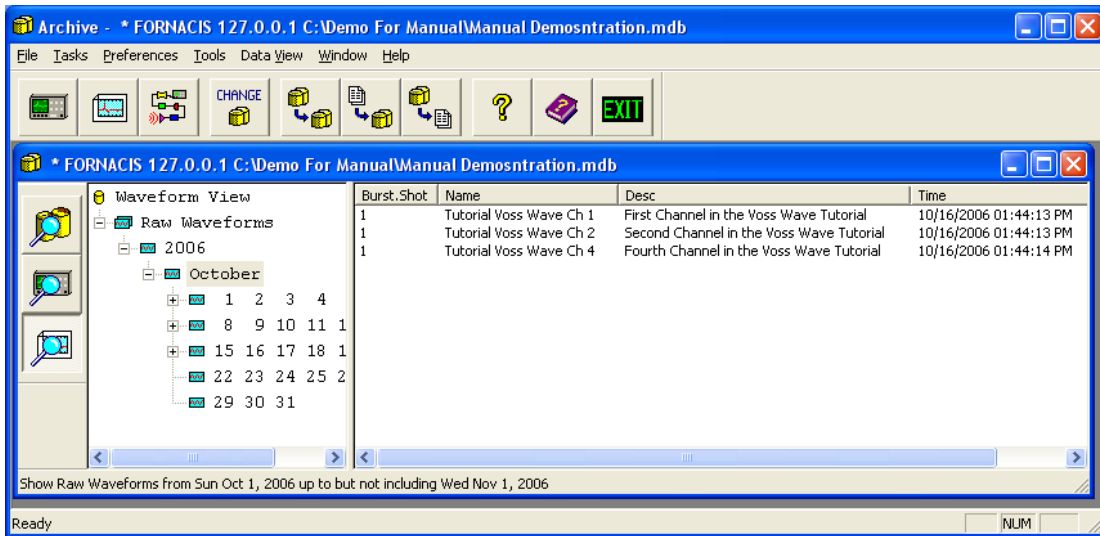 Archive - * FORNACIS 127.0.0.1 C:\Demo For Manual\Manual Demosntration.mdb
File Tasks Preferences Tools Data View Window Help
CHANGE
EXIT
* FORNACIS 127.0.0.1 C:\Demo For Manual\Manual Demosntration.mdb
Waveform View
Raw Waveforms
2006
October
1 2 3 4
8 9 10 11 1
15 16 17 18 1
22 23 24 25 2
29 30 31
Burst.Shot Name Desc Time
1 Tutorial Voss Wave Ch 1 First Channel in the Voss Wave Tutorial 10/16/2006 01:44:13 PM
1 Tutorial Voss Wave Ch 2 Second Channel in the Voss Wave Tutorial 10/16/2006 01:44:13 PM
1 Tutorial Voss Wave Ch 4 Fourth Channel in the Voss Wave Tutorial 10/16/2006 01:44:14 PM
Show Raw Waveforms from Sun Oct 1, 2006 up to but not including Wed Nov 1, 2006
Ready NUM